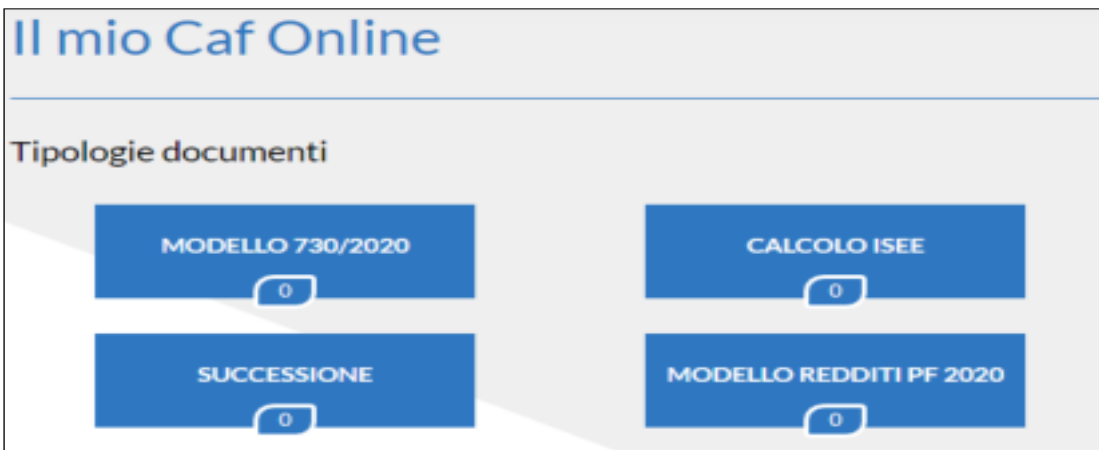 Il mio Caf Online
Tipologie documenti
MODELLO 730/2020
0
CALCOLO ISEE
0
SUCCESSIONE
0
MODELLO REDDITI PF 2020
0